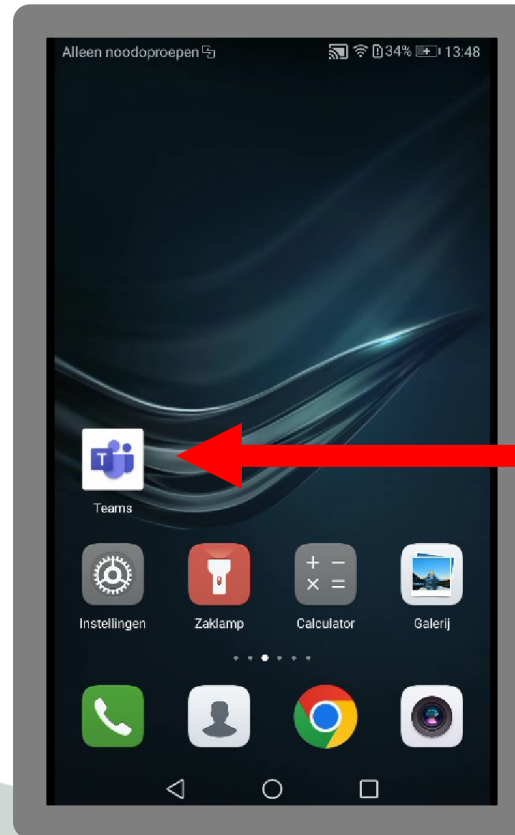 Alleen noodoproepen 34% 13:48
T
Teams
Instellingen Zaklamp Calculator Galerij